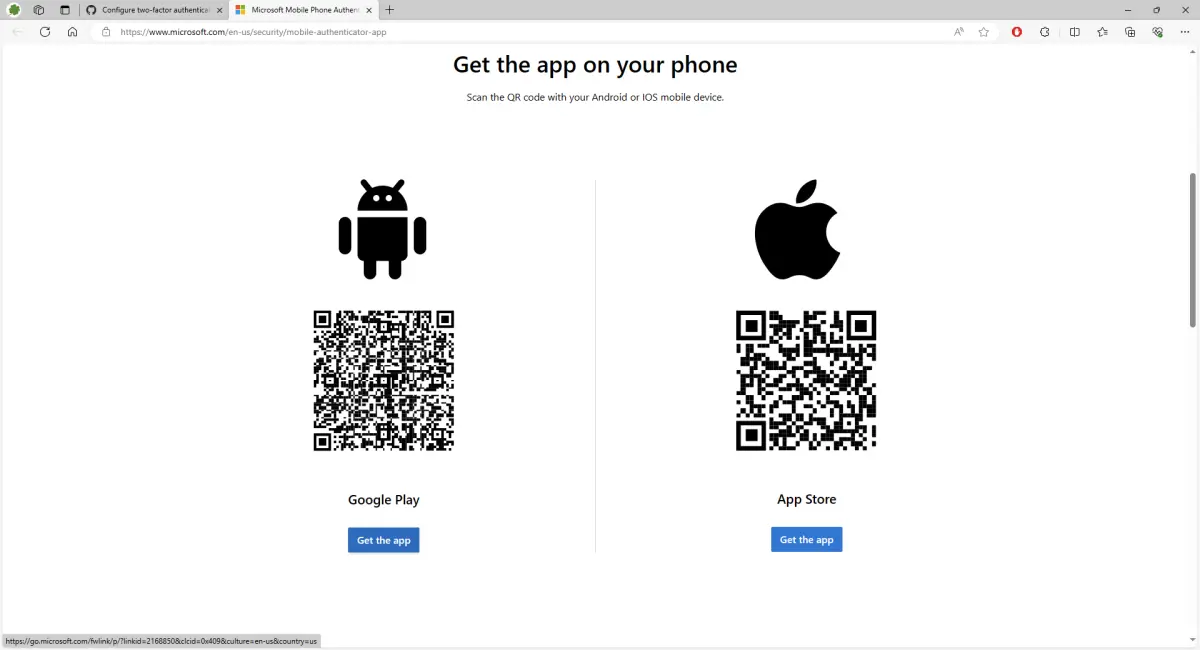 Configure two-factor authentica
Microsoft Mobile Phone Authen
https://www.microsoft.com/en-us/security/mobile-authenticator-app
Get the app on your phone
Scan the QR code with your Android or IOS mobile device.
Google Play
App Store
Get the app
Get the app
https://go.microsoft.com/fwlink/p/?linkid=2168850&clcid=0x409&culture=en-us&country=us